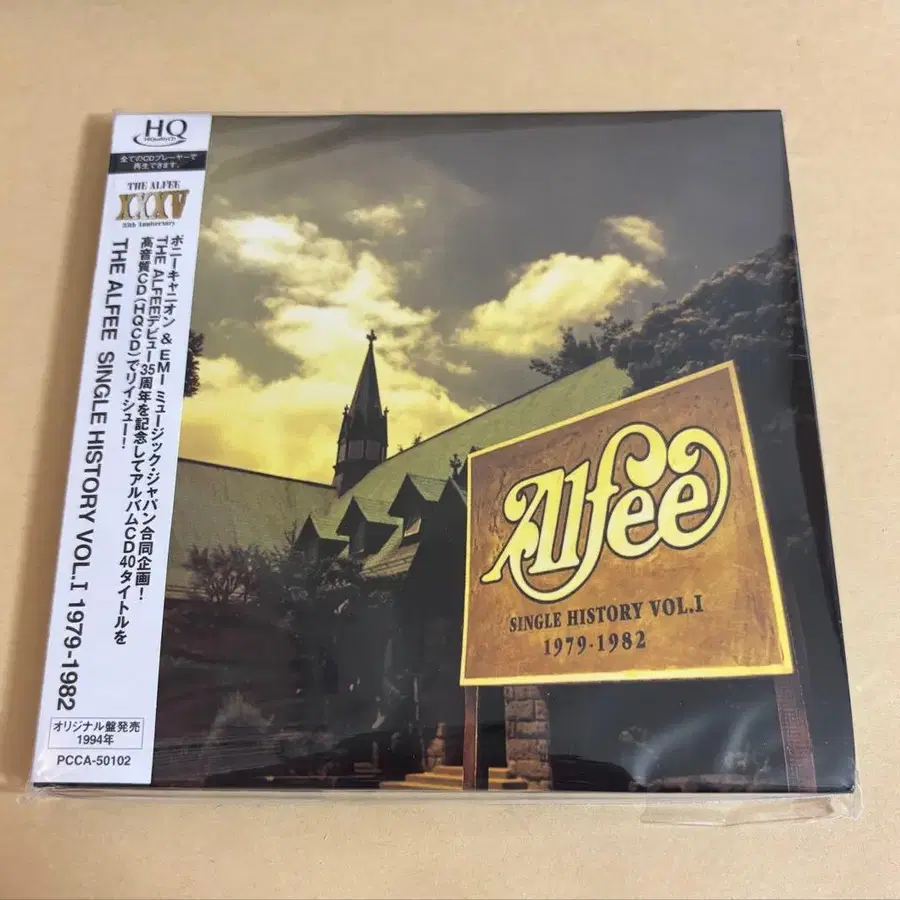 HQ
HiQualityCD
全てのCDプレーヤーで
再生できます。
THE ALFEE
XXXV
35th Anniversary
ポニーキャニオン & EMI ミュージック・ジャパン合同企画!
THE ALFEEデビュー35周年を記念してアルバムCD40タイトルを
高音質CD(HQCD)でリイシュー!
THE ALFEE SINGLE HISTORY VOL.I 1979-1982
オリジナル盤発売
1994年
PCCA-50102
Alfee
SINGLE HISTORY VOL.I
1979-1982